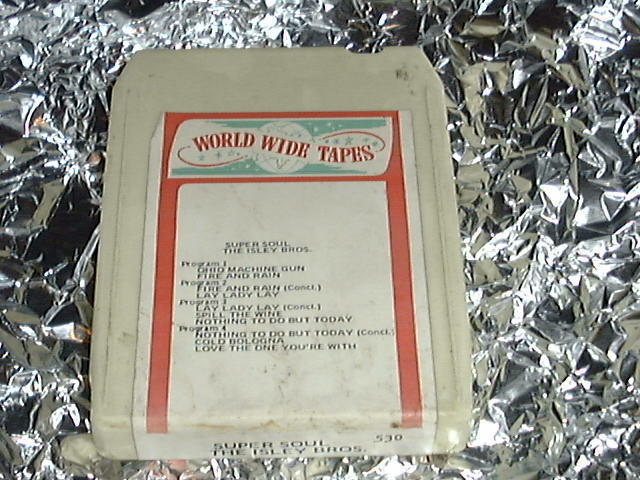 WORLD WIDE TAPES
SUPER SOUL
THE ISLEY BROS.
Program 1
OHIO MACHINE GUN
FIRE AND RAIN
Program 2
FIRE AND RAIN (Concl.)
LAY LADY LAY
Program 3
LAY LADY LAY (Concl.)
SPILL THE WINE
NOTHING TO DO BUT TODAY
Program 4
NOTHING TO DO BUT TODAY (Concl.)
COLD BOLOGNA
LOVE THE ONE YOU'RE WITH
SUPER SOUL 530
THE ISLEY BROS.